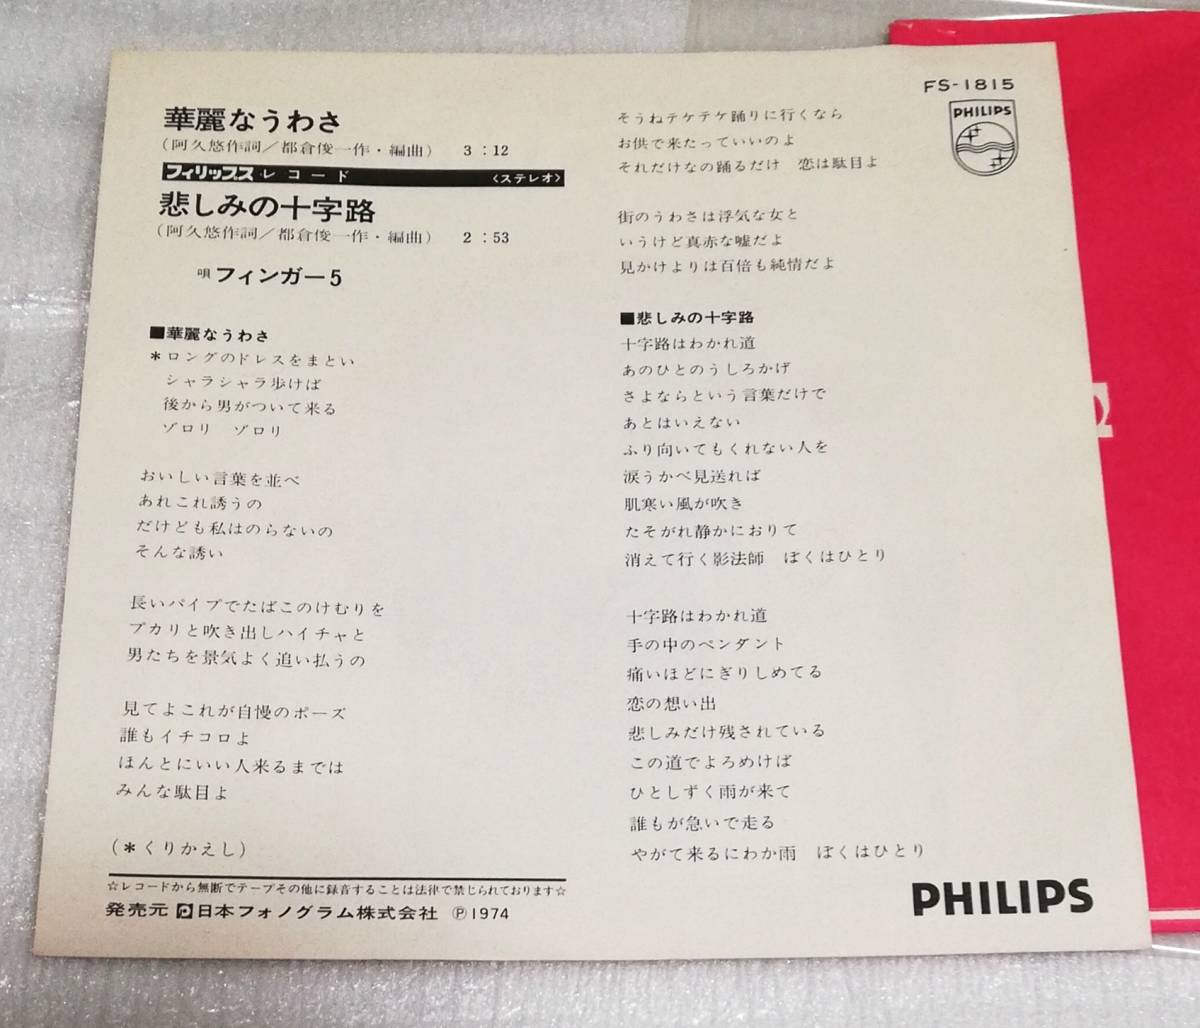 華麗なうわさ
(阿久悠作詞/都倉俊一作・編曲) 3:12
フィリップス・レコード <ステレオ>
悲しみの十字路
(阿久悠作詞/都倉俊一作・編曲) 2:53
唄 フィンガー5
■華麗なうわさ
*ロングのドレスをまとい
シャラシャラ歩けば
後から男がついて来る
ゾロリ ゾロリ
おいしい言葉を並べ
あれこれ誘うの
だけども私はのらないの
そんな誘い
長いパイプでたばこのけむりを
プカリと吹き出しハイチャと
男たちを景気よく追い払うの
見てよこれが自慢のポーズ
誰もイチコロよ
ほんとにいい人来るまでは
みんな駄目よ
(*くりかえし)
☆レコードから無断でテープその他に録音することは法律で禁じられております☆
発売元 日本フォノグラム株式会社 Ⓟ1974
FS-1815
PHILIPS
そうねテケテケ踊りに行くなら
お供で来たっていいのよ
それだけなの踊るだけ 恋は駄目よ
街のうわさは浮気な女と
いうけど真赤な嘘だよ
見かけよりは百倍も純情だよ
■悲しみの十字路
十字路はわかれ道
あのひとのうしろかげ
さよならという言葉だけで
あとはいえない
ふり向いてもくれない人を
涙うかべ見送れば
肌寒い風が吹き
たそがれ静かにおりて
消えて行く影法師 ぼくはひとり
十字路はわかれ道
手の中のペンダント
痛いほどにぎりしめてる
恋の想い出
悲しみだけ残されている
この道でよろめけば
ひとしずく雨が来て
誰もが急いで走る
やがて来るにわか雨 ぼくはひとり
PHILIPS